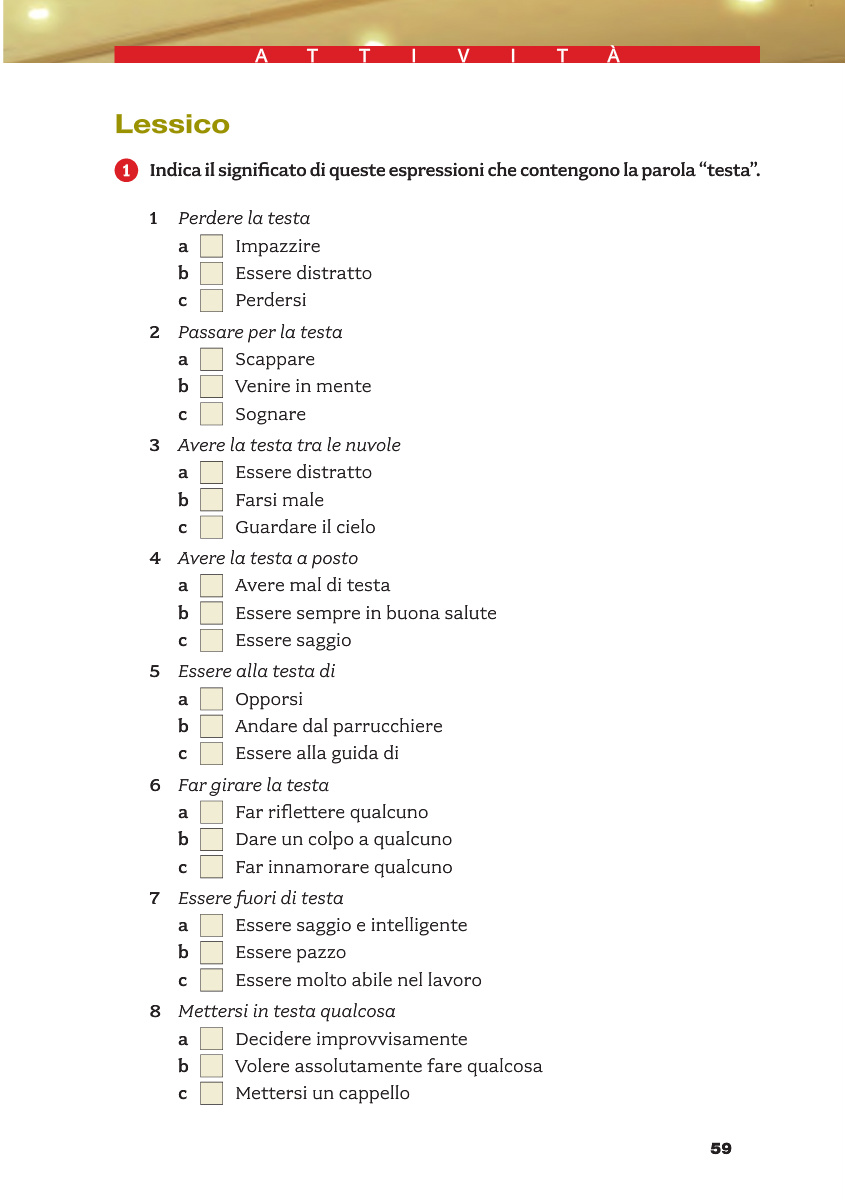 ATTIVITÀ
Lessico
1 Indica il significato di queste espressioni che contengono la parola “testa”.
1 Perdere la testa
a Impazzire
b Essere distratto
c Perdersi
2 Passare per la testa
a Scappare
b Venire in mente
c Sognare
3 Avere la testa tra le nuvole
a Essere distratto
b Farsi male
c Guardare il cielo
4 Avere la testa a posto
a Avere mal di testa
b Essere sempre in buona salute
c Essere saggio
5 Essere alla testa di
a Opporsi
b Andare dal parrucchiere
c Essere alla guida di
6 Far girare la testa
a Far riflettere qualcuno
b Dare un colpo a qualcuno
c Far innamorare qualcuno
7 Essere fuori di testa
a Essere saggio e intelligente
b Essere pazzo
c Essere molto abile nel lavoro
8 Mettersi in testa qualcosa
a Decidere improvvisamente
b Volere assolutamente fare qualcosa
c Mettersi un cappello
59